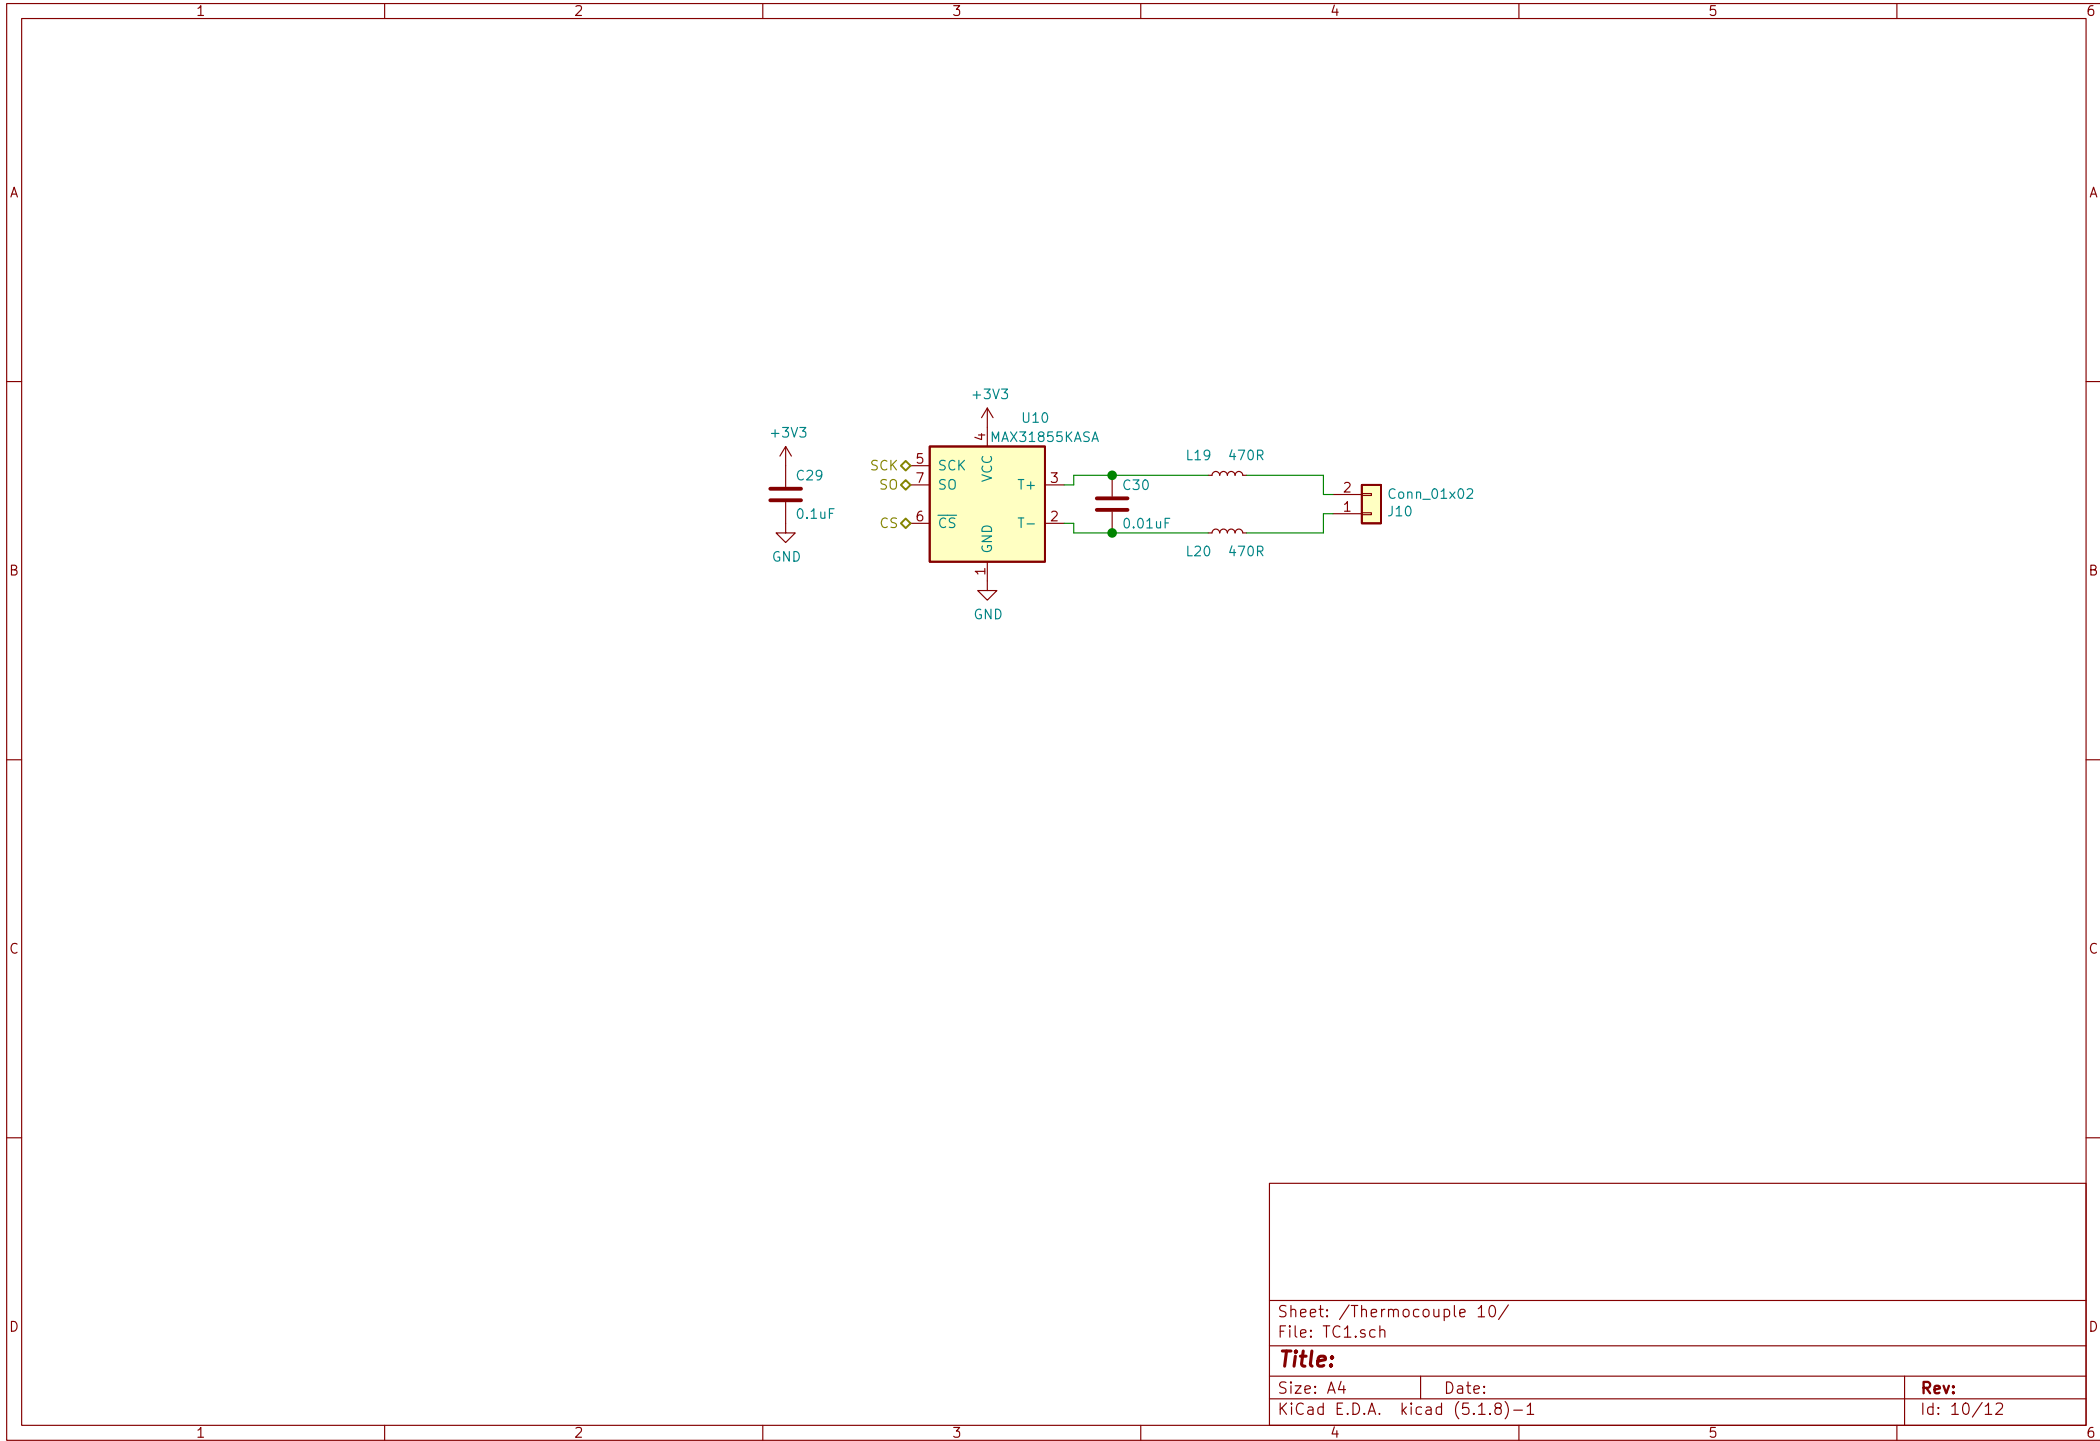 1 2 3 4 5 6
A A
+3V3
U10
MAX31855KASA
+3V3
C29
0.1uF
GND
SCK 5 SCK
SO 7 SO
CS 6 CS
4 VCC
GND 1
GND
T+ 3
T- 2
C30
0.01uF
L19 470R
L20 470R
2 Conn_01x02
1 J10
B B
C C
D D
Sheet: /Thermocouple 10/
File: TC1.sch
Title:
Size: A4 Date: Rev:
KiCad E.D.A. kicad (5.1.8)-1 Id: 10/12
1 2 3 4 5 6